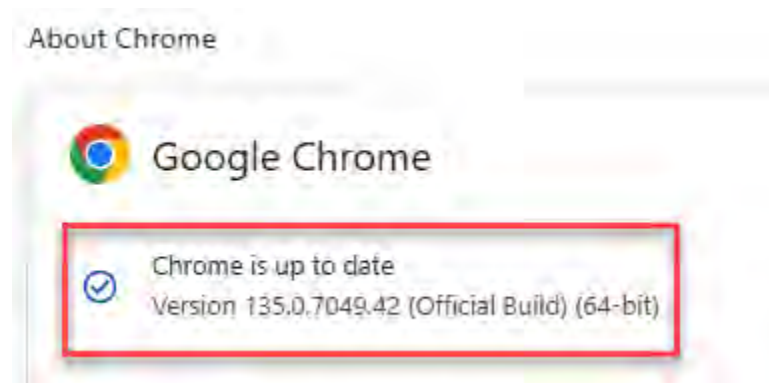 About Chrome
Google Chrome
Chrome is up to date
Version 135.0.7049.42 (Official Build) (64-bit)